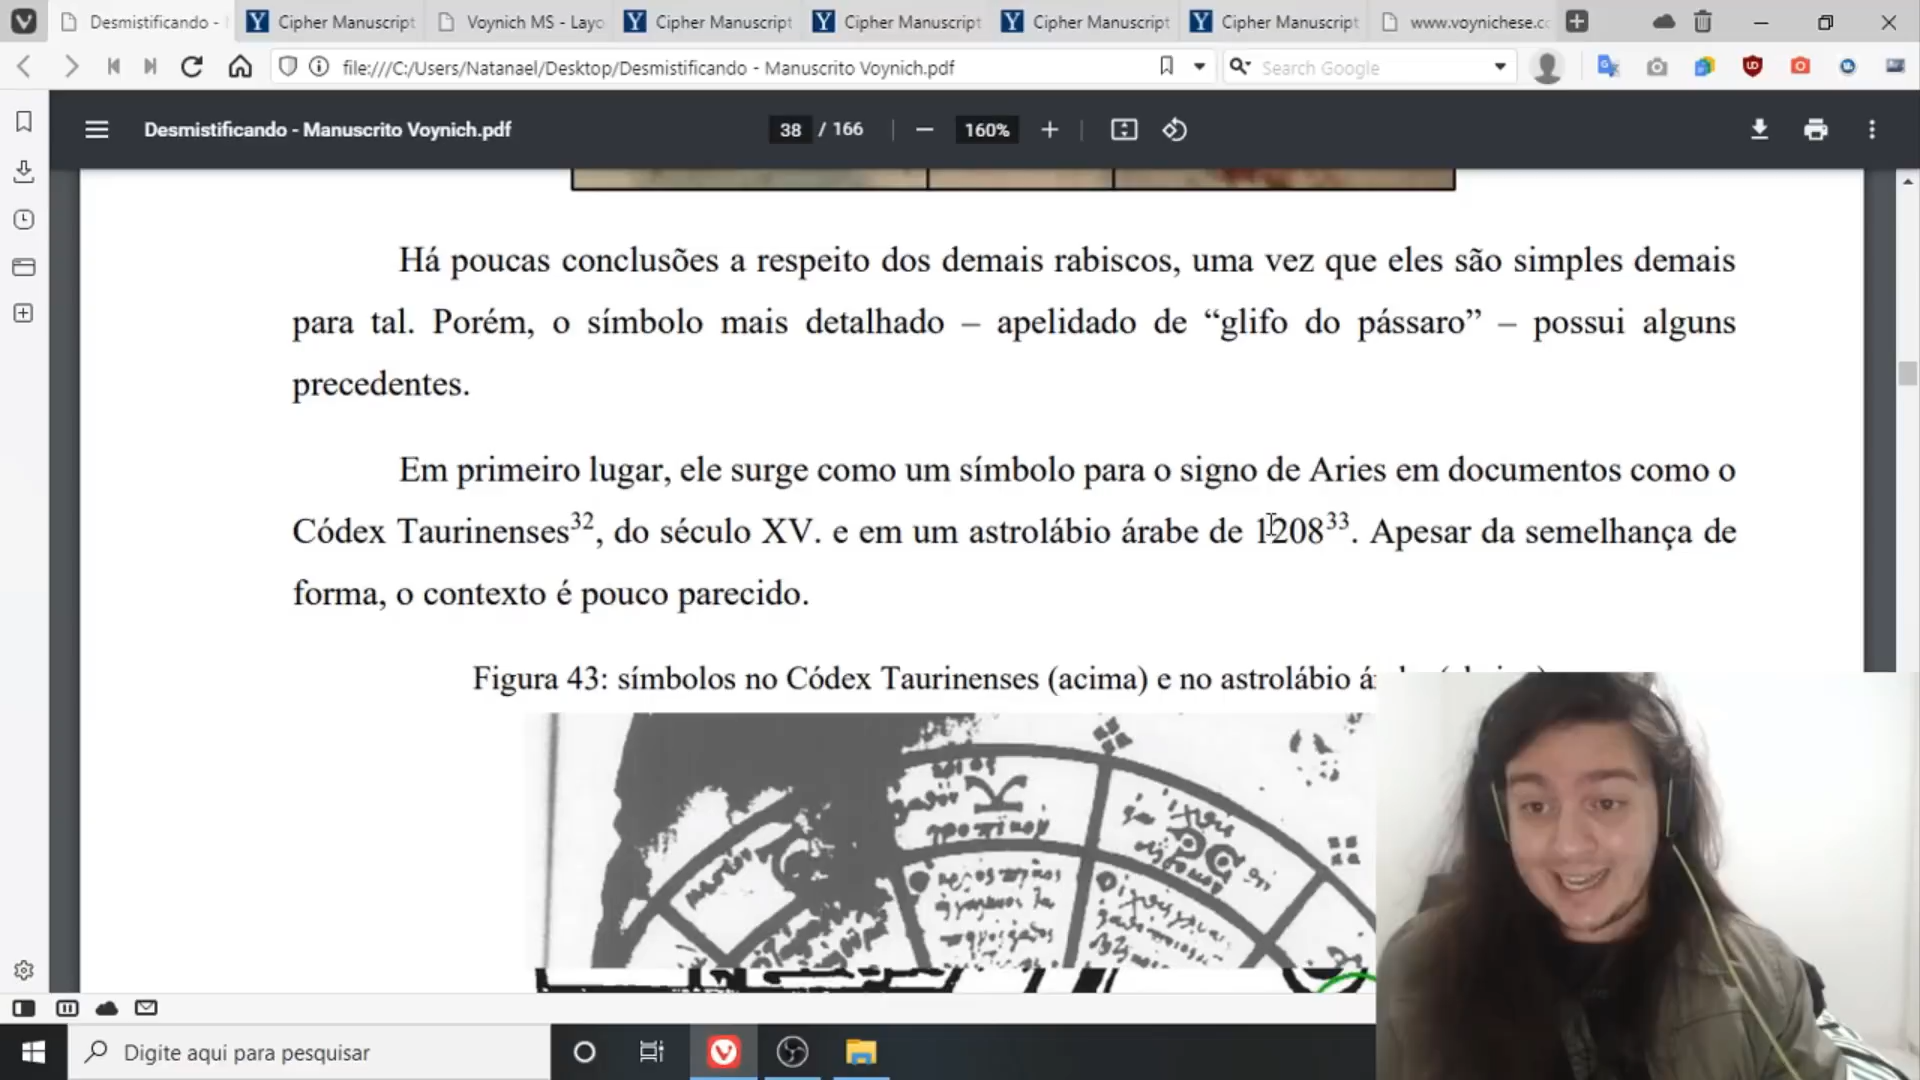 Desmistificando -
Cipher Manuscript
Voynich MS - Layo
Cipher Manuscript
Cipher Manuscript
Cipher Manuscript
Cipher Manuscript
www.voynichese.co
file:///C:/Users/Natanael/Desktop/Desmistificando - Manuscrito Voynich.pdf
Search Google
Desmistificando - Manuscrito Voynich.pdf
38 / 166
160%
Há poucas conclusões a respeito dos demais rabiscos, uma vez que eles são simples demais
para tal. Porém, o símbolo mais detalhado – apelidado de “glifo do pássaro” – possui alguns
precedentes.
Em primeiro lugar, ele surge como um símbolo para o signo de Aries em documentos como o
Códex Taurinenses32, do século XV. e em um astrolábio árabe de 120833. Apesar da semelhança de
forma, o contexto é pouco parecido.
Figura 43: símbolos no Códex Taurinenses (acima) e no astrolábio
Digite aqui para pesquisar